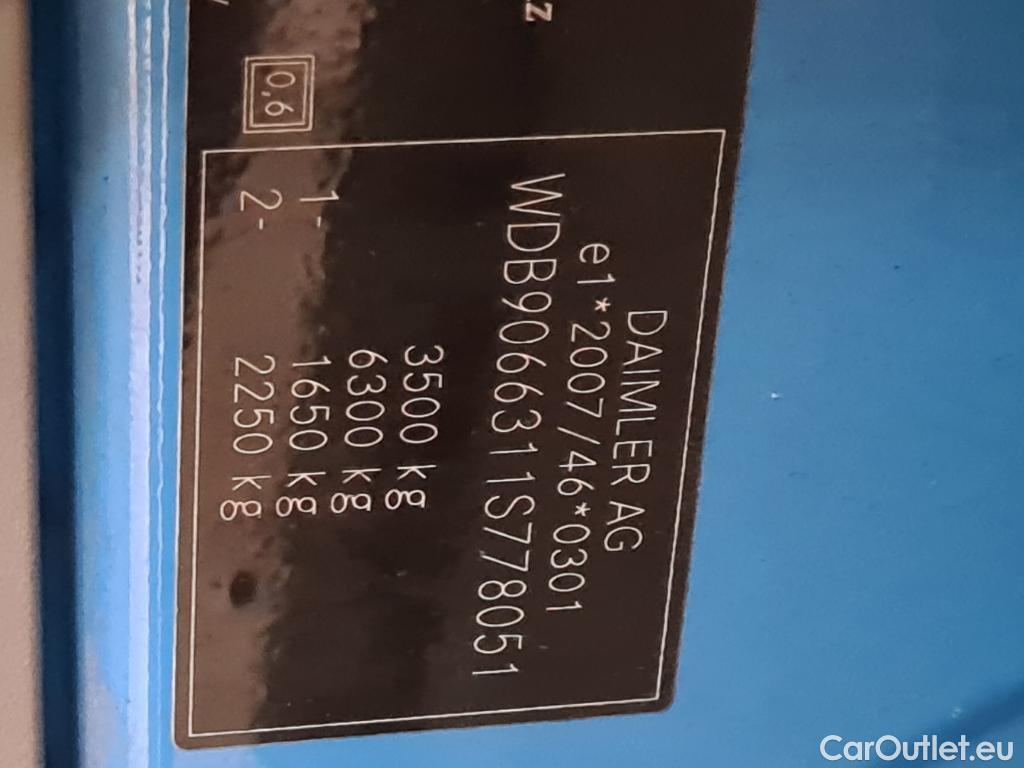 z
0,6
DAIMLER AG
e1*2007/46*0301
WDB9066311S778051
3500 kg
6300 kg
1- 1650 kg
2- 2250 kg
CarOutlet.eu